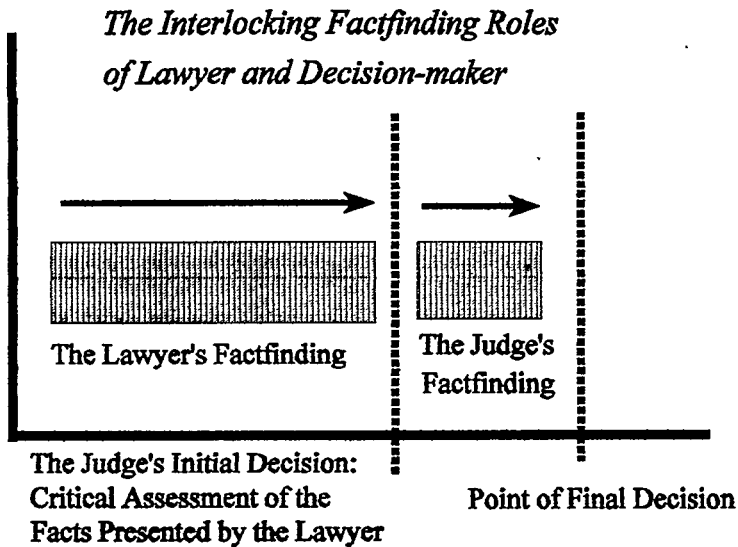 The Interlocking Factfinding Roles
of Lawyer and Decision-maker
The Lawyer's Factfinding
The Judge's
Factfinding
The Judge's Initial Decision:
Critical Assessment of the
Facts Presented by the Lawyer
Point of Final Decision